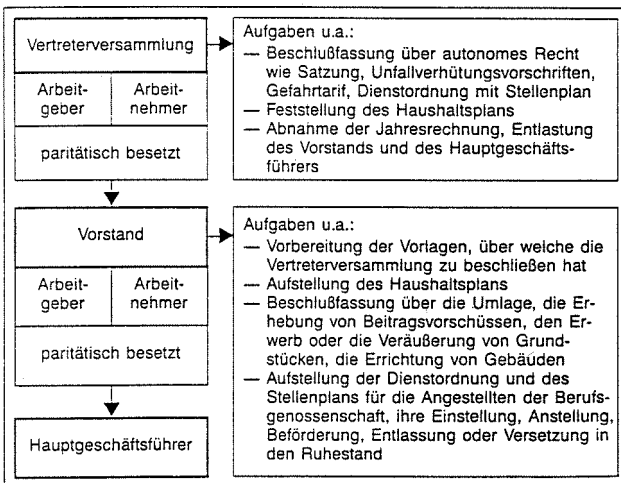 Vertreterversammlung
Arbeit-
geber
Arbeit-
nehmer
paritätisch besetzt
Aufgaben u.a.:
— Beschlußfassung über autonomes Recht
wie Satzung, Unfallverhütungsvorschriften,
Gefahrtarif, Dienstordnung mit Stellenplan
— Feststellung des Haushaltsplans
— Abnahme der Jahresrechnung, Entlastung
des Vorstands und des Hauptgeschäfts-
führers
Vorstand
Arbeit-
geber
Arbeit-
nehmer
paritätisch besetzt
Aufgaben u.a.:
— Vorbereitung der Vorlagen, über welche die
Vertreterversammlung zu beschließen hat
— Aufstellung des Haushaltsplans
— Beschlußfassung über die Umlage, die Er-
hebung von Beitragsvorschüssen, den Er-
werb oder die Veräußerung von Grund-
stücken, die Errichtung von Gebäuden
— Aufstellung der Dienstordnung und des
Stellenplans für die Angestellten der Berufs-
genossenschaft, ihre Einstellung, Anstellung,
Beförderung, Entlassung oder Versetzung in
den Ruhestand
Hauptgeschäftsführer